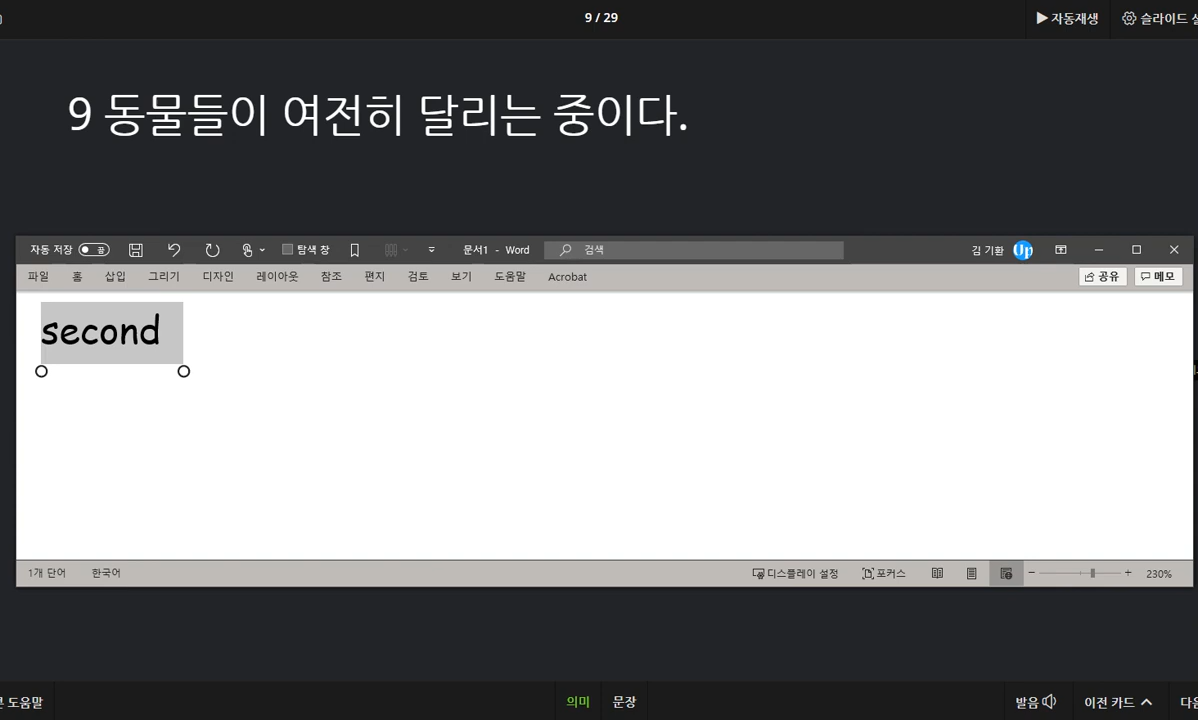 9 / 29
▶ 자동재생
슬라이드
9 동물들이 여전히 달리는 중이다.
자동 저장 끔 탐색 창 문서1 - Word 검색 김 기환 Up
파일 홈 삽입 그리기 디자인 레이아웃 참조 편지 검토 보기 도움말 Acrobat 공유 메모
second
1개 단어 한국어 디스플레이 설정 포커스 − + 230%
도움말 의미 문장 발음 이전 카드